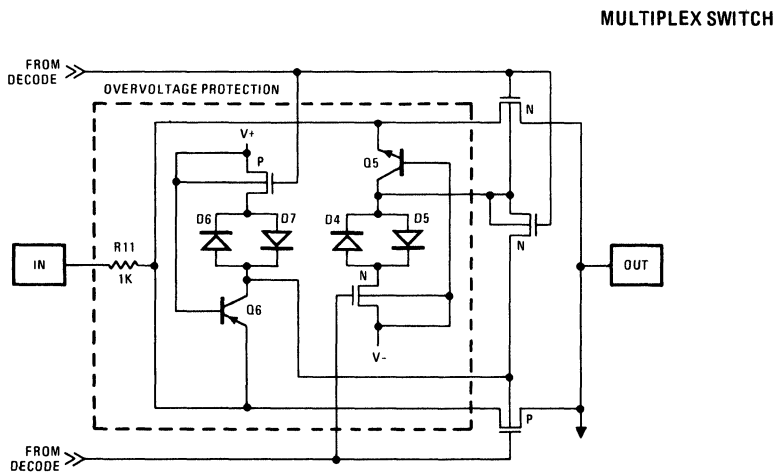 MULTIPLEX SWITCH
FROM
DECODE
OVERVOLTAGE PROTECTION
N
V+
P
Q5
D6
D7
D4
D5
N
R11
IN
1K
N
OUT
Q6
V-
P
FROM
DECODE